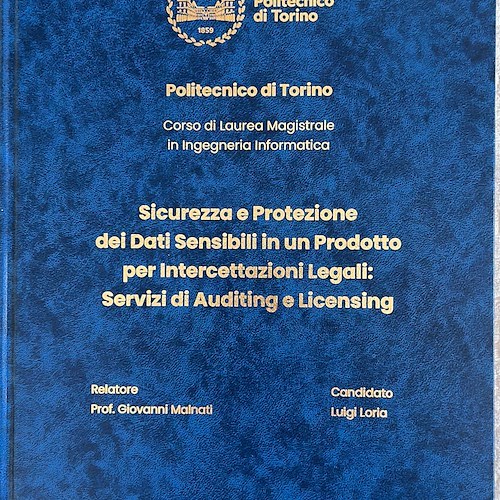 Politecnico
di Torino
1859
Politecnico di Torino
Corso di Laurea Magistrale
in Ingegneria Informatica
Sicurezza e Protezione
dei Dati Sensibili in un Prodotto
per Intercettazioni Legali:
Servizi di Auditing e Licensing
Relatore
Prof. Giovanni Malnati
Candidato
Luigi Loria